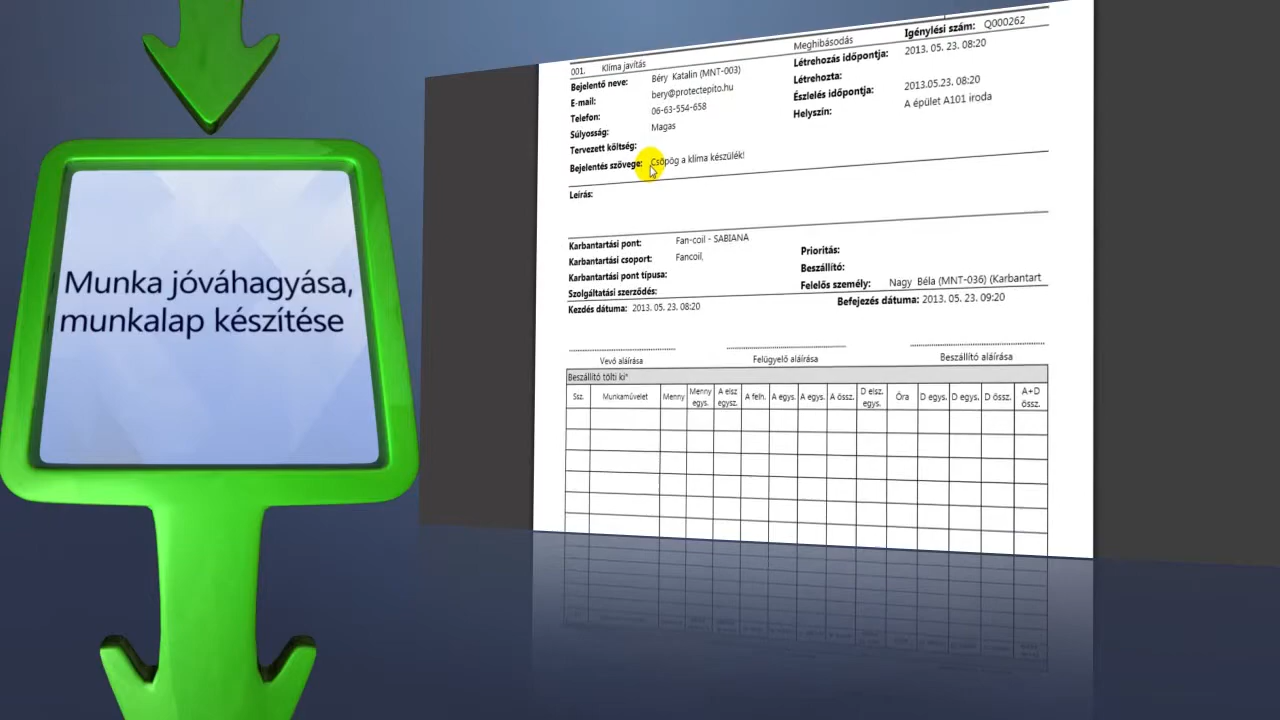 Munka jóváhagyása,
munkalap készítése
Meghibásodás
Igénylési szám: Q000262
001. Klíma javítás
Létrehozás időpontja: 2013. 05. 23. 08:20
Bejelentő neve: Béry Katalin (MNT-003)
Létrehozta:
E-mail: bery@protectepito.hu
Észlelés időpontja: 2013.05.23. 08:20
Telefon: 06-63-554-658
Helyszín: A épület A101 iroda
Súlyosság: Magas
Tervezett költség:
Bejelentés szövege: Csöpög a klíma készülék!
Leírás:
Karbantartási pont: Fan-coil - SABIANA
Prioritás:
Karbantartási csoport: Fancoil,
Beszállító:
Karbantartási pont típusa:
Felelős személy: Nagy Béla (MNT-036) (Karbantart
Szolgáltatási szerződés:
Kezdés dátuma: 2013. 05. 23. 08:20
Befejezés dátuma: 2013. 05. 23. 09:20
Vevő aláírása
Felügyelő aláírása
Beszállító aláírása
Beszállító tölti ki*
Ssz. Munkaművelet Menny Menny egys. A elsz egysz. A felh. A egys. A egys. A össz. D elsz. egys. Óra D egys. D egys. D össz. A+D össz.